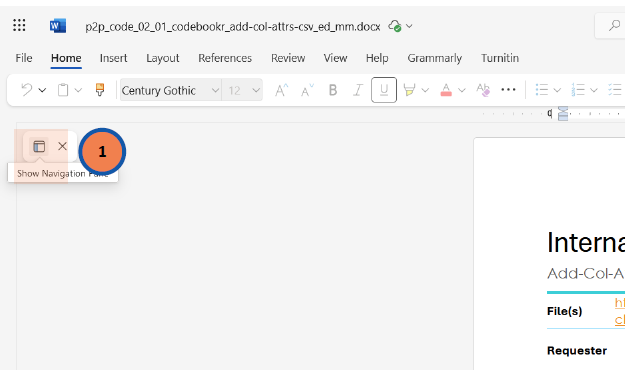 W p2p_code_02_01_codebookr_add-col-attrs-csv_ed_mm.docx
File Home Insert Layout References Review View Help Grammarly Turnitin
Century Gothic 12 A A B I U A Ab
1
Show Navigation
Interna
Add-Col-A
File(s) ht
cl
Requester